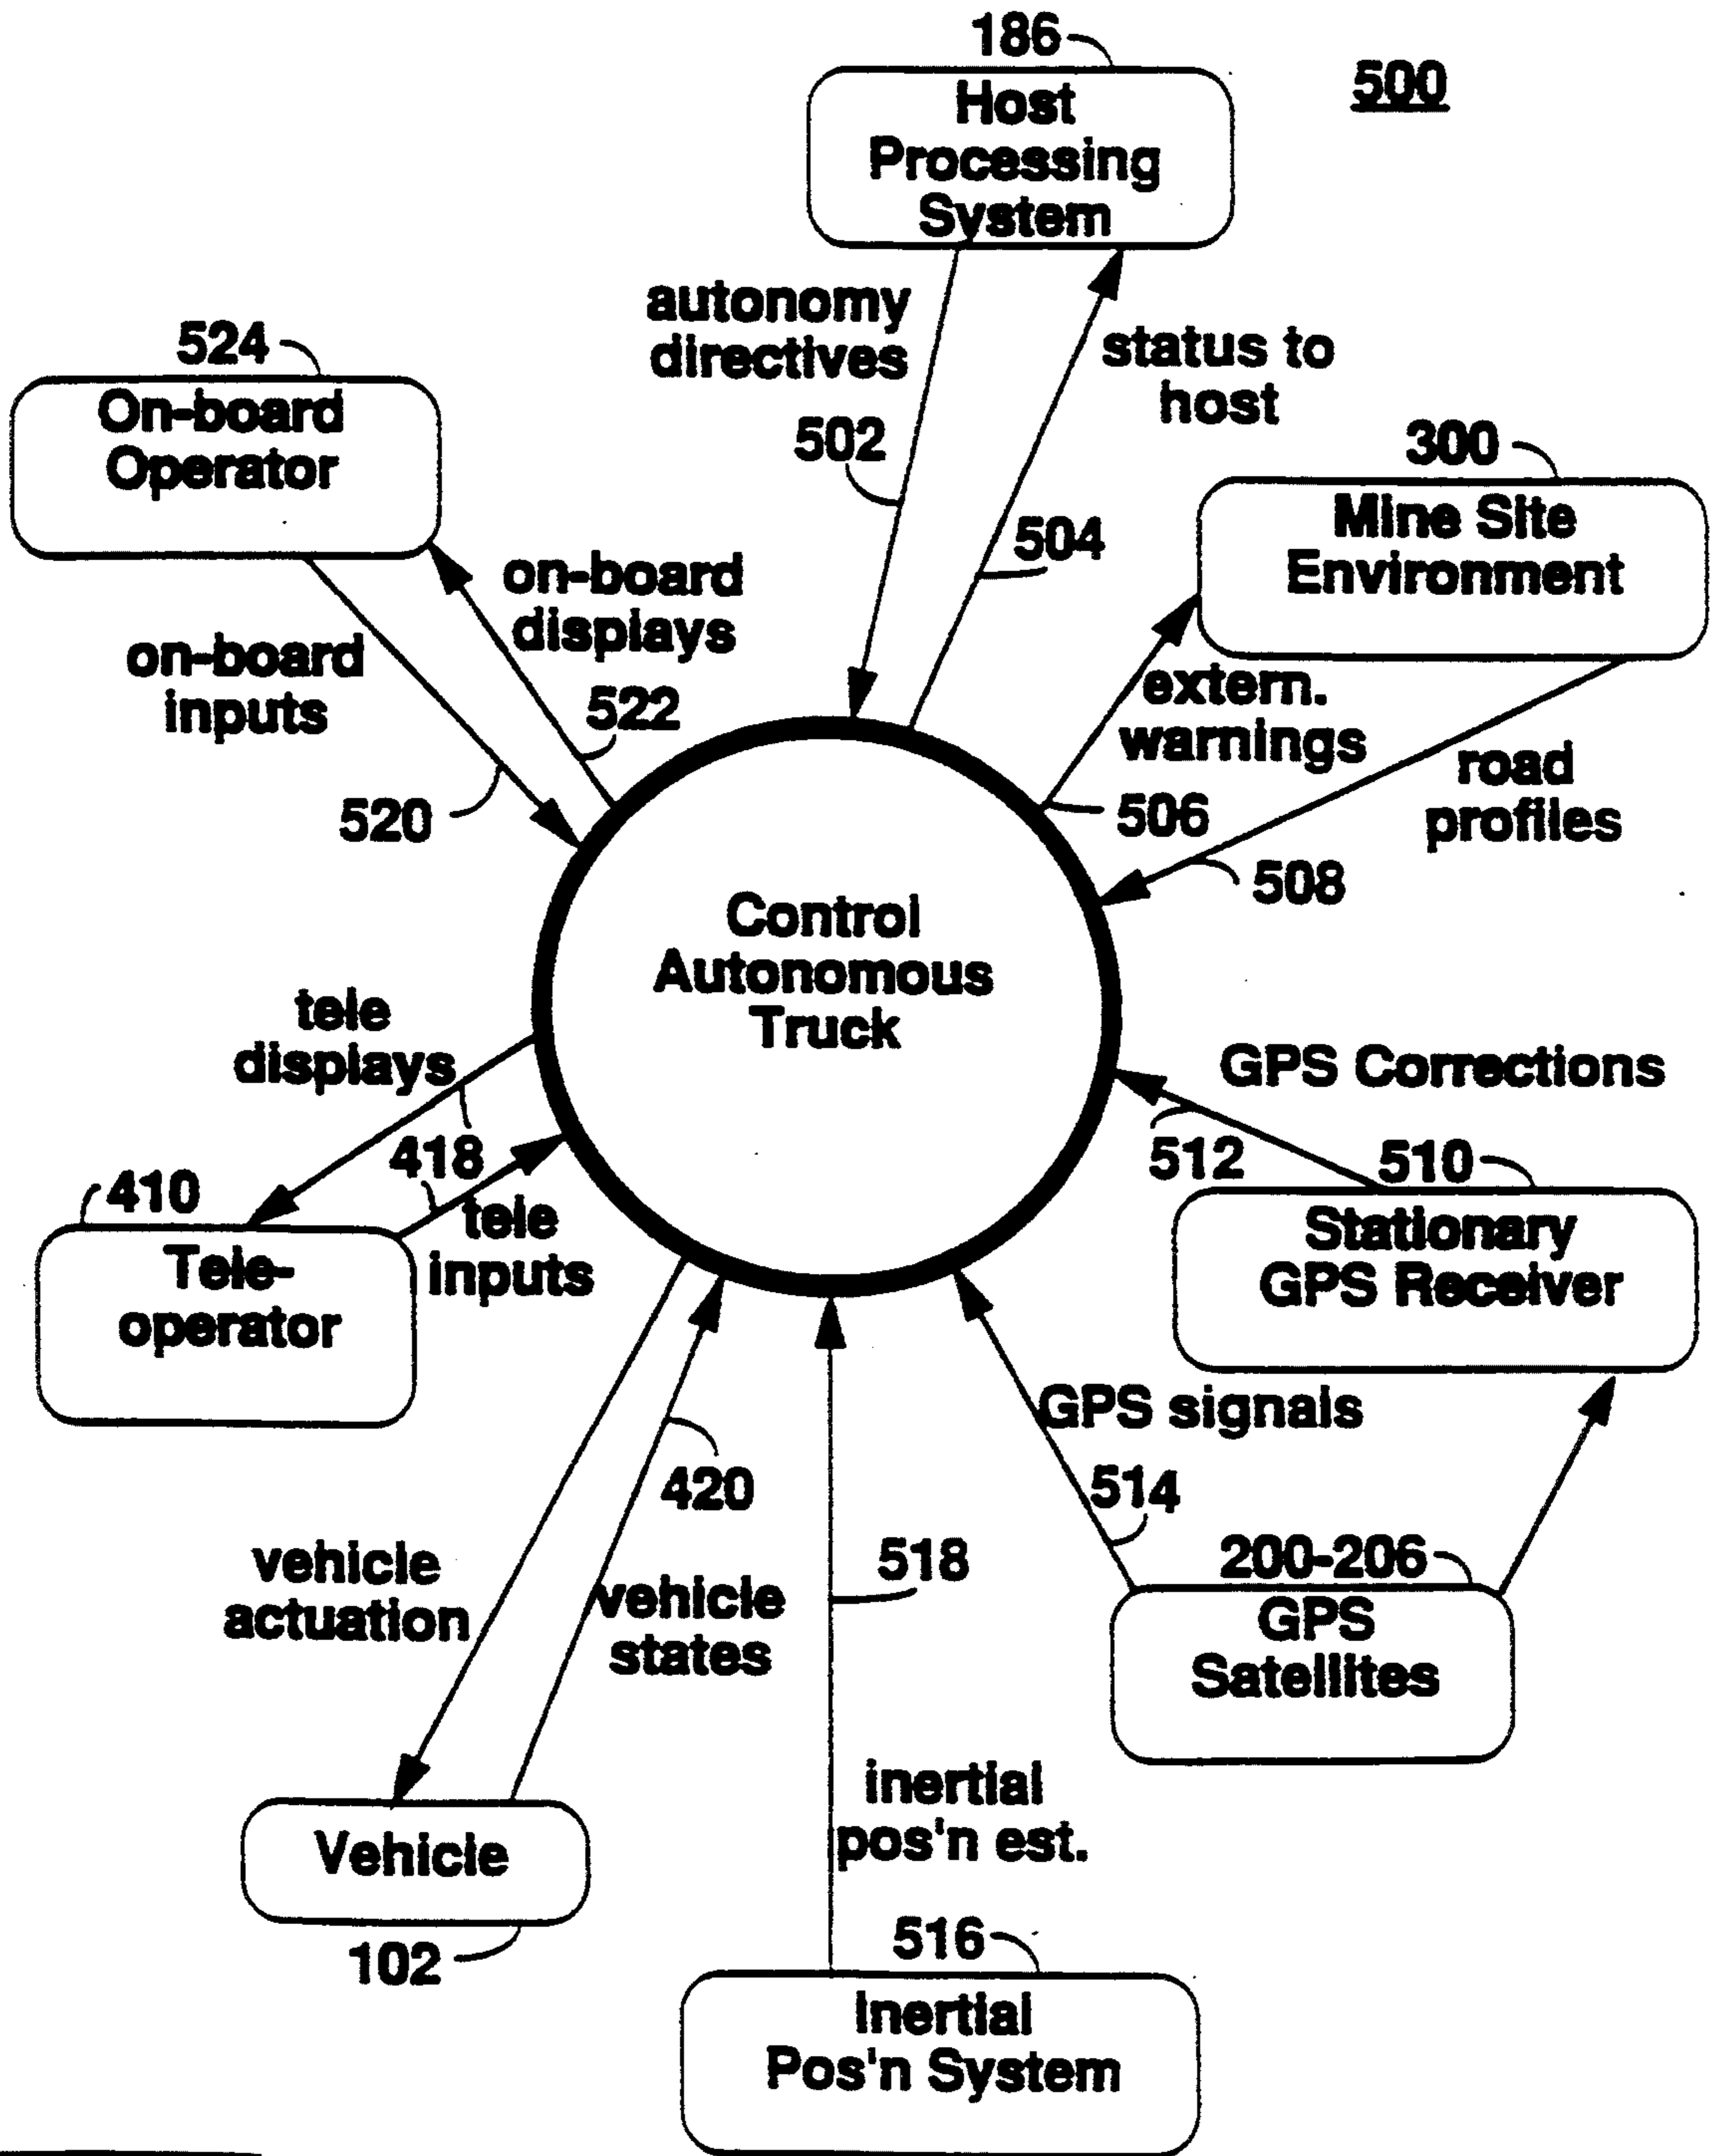 186
500
Host
Processing
System
autonomy
directives
status to
host
524
On-board
Operator
502
300
Mine Site
Environment
504
on-board
displays
on-board
inputs
522
extern.
warnings
road
profiles
520
506
508
Control
Autonomous
Truck
tele
displays
GPS Corrections
418
512
510
410
Tele-
operator
tele
inputs
Stationary
GPS Receiver
GPS signals
420
514
vehicle
actuation
vehicle
states
518
200-206
GPS
Satellites
inertial
pos'n est.
Vehicle
102
516
Inertial
Pos'n System